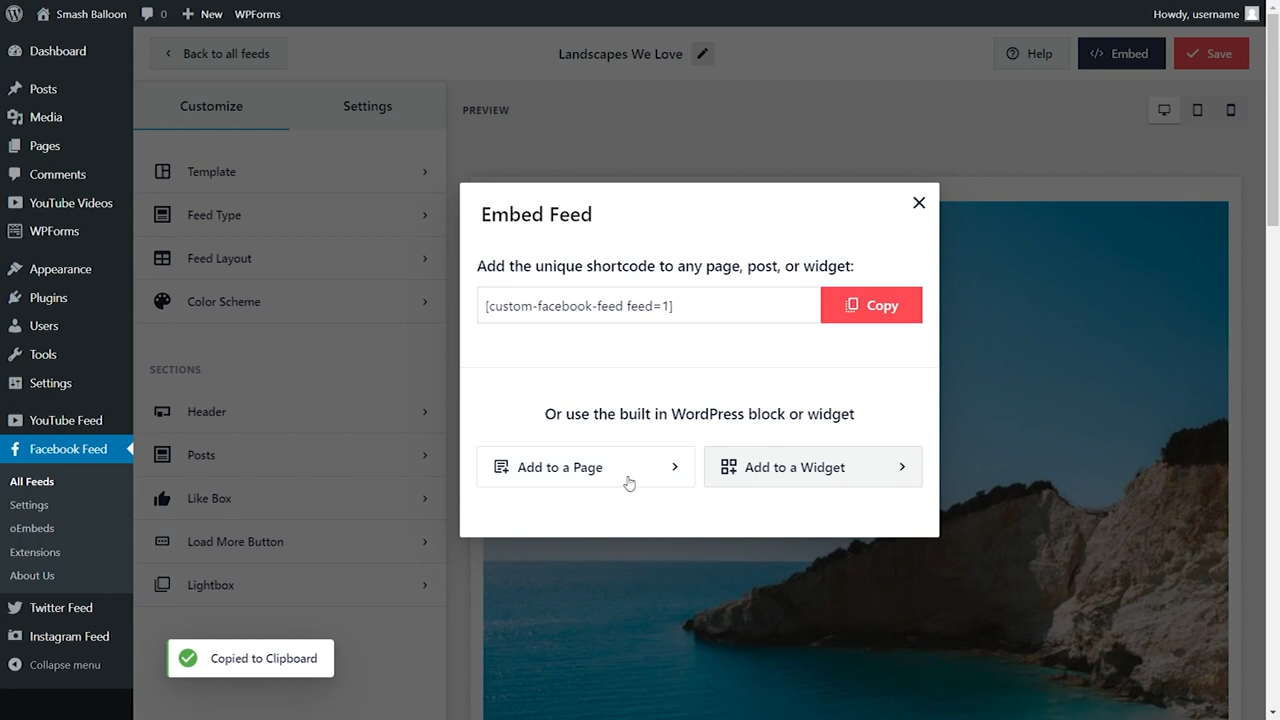 Smash Balloon
0
New
WPForms
Howdy, username
Dashboard
Posts
Media
Pages
Comments
YouTube Videos
WPForms
Appearance
Plugins
Users
Tools
Settings
YouTube Feed
Facebook Feed
All Feeds
Settings
oEmbeds
Extensions
About Us
Twitter Feed
Instagram Feed
Collapse menu
Back to all feeds
Landscapes We Love
Help
Embed
Save
Customize
Settings
Template
Feed Type
Feed Layout
Color Scheme
SECTIONS
Header
Posts
Like Box
Load More Button
Lightbox
Copied to Clipboard
PREVIEW
Embed Feed
Add the unique shortcode to any page, post, or widget:
[custom-facebook-feed feed=1]
Copy
Or use the built in WordPress block or widget
Add to a Page
Add to a Widget